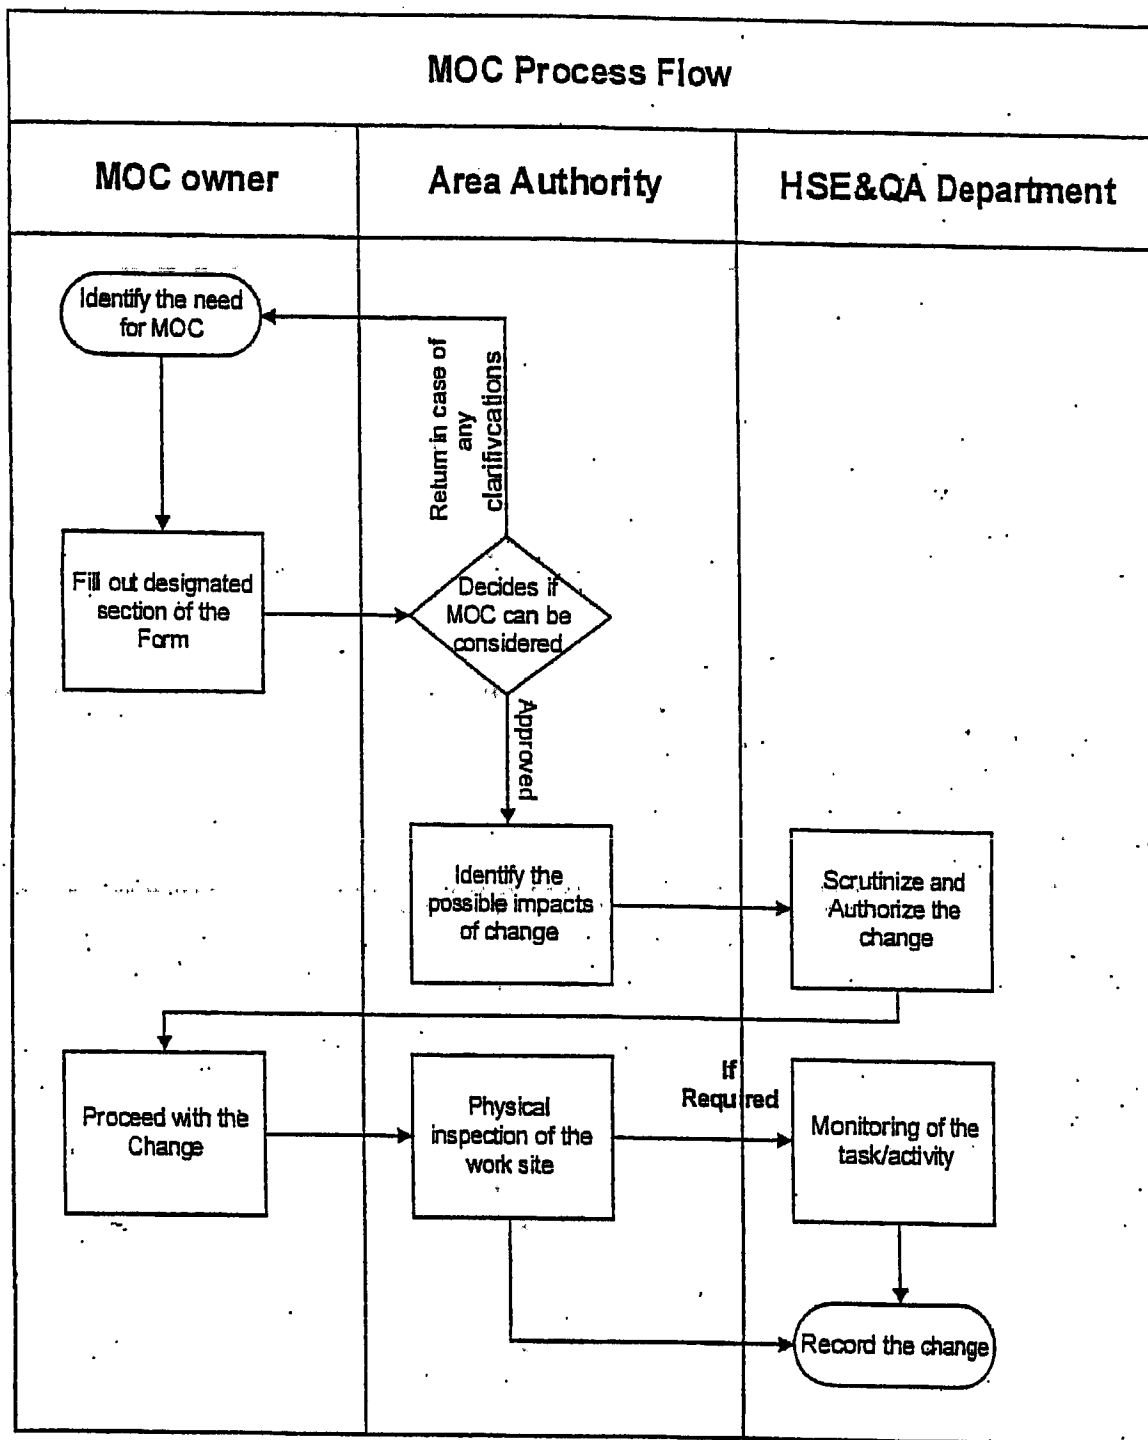 MOC Process Flow
MOC owner
Area Authority
HSE&QA Department
Identify the need
for MOC
Return in case of
any
clarifivcations
Fill out designated
section of the
Form
Decides if
MOC can be
considered
Approved
Identify the
possible impacts
of change
Scrutinize and
Authorize the
change
Proceed with the
Change
Physical
inspection of the
work site
If
Required
Monitoring of the
task/activity
Record the change